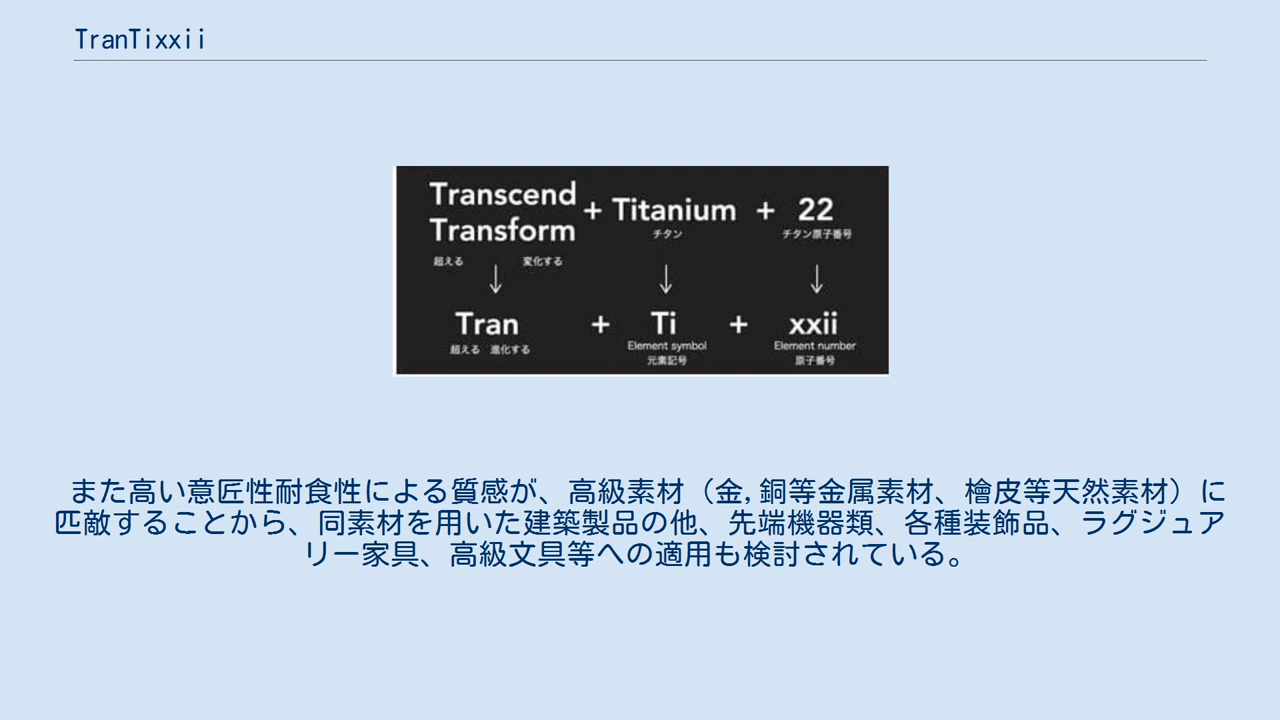 TranTixxii
Transcend
Transform
+ Titanium + 22
チタン
チタン原子番号
超える 変化する
↓ ↓ ↓
Tran + Ti + xxii
超える 進化する
Element symbol
元素記号
Element number
原子番号
また高い意匠性耐食性による質感が、高級素材（金,銅等金属素材、檜皮等天然素材）に
匹敵することから、同素材を用いた建築製品の他、先端機器類、各種装飾品、ラグジュア
リー家具、高級文具等への適用も検討されている。